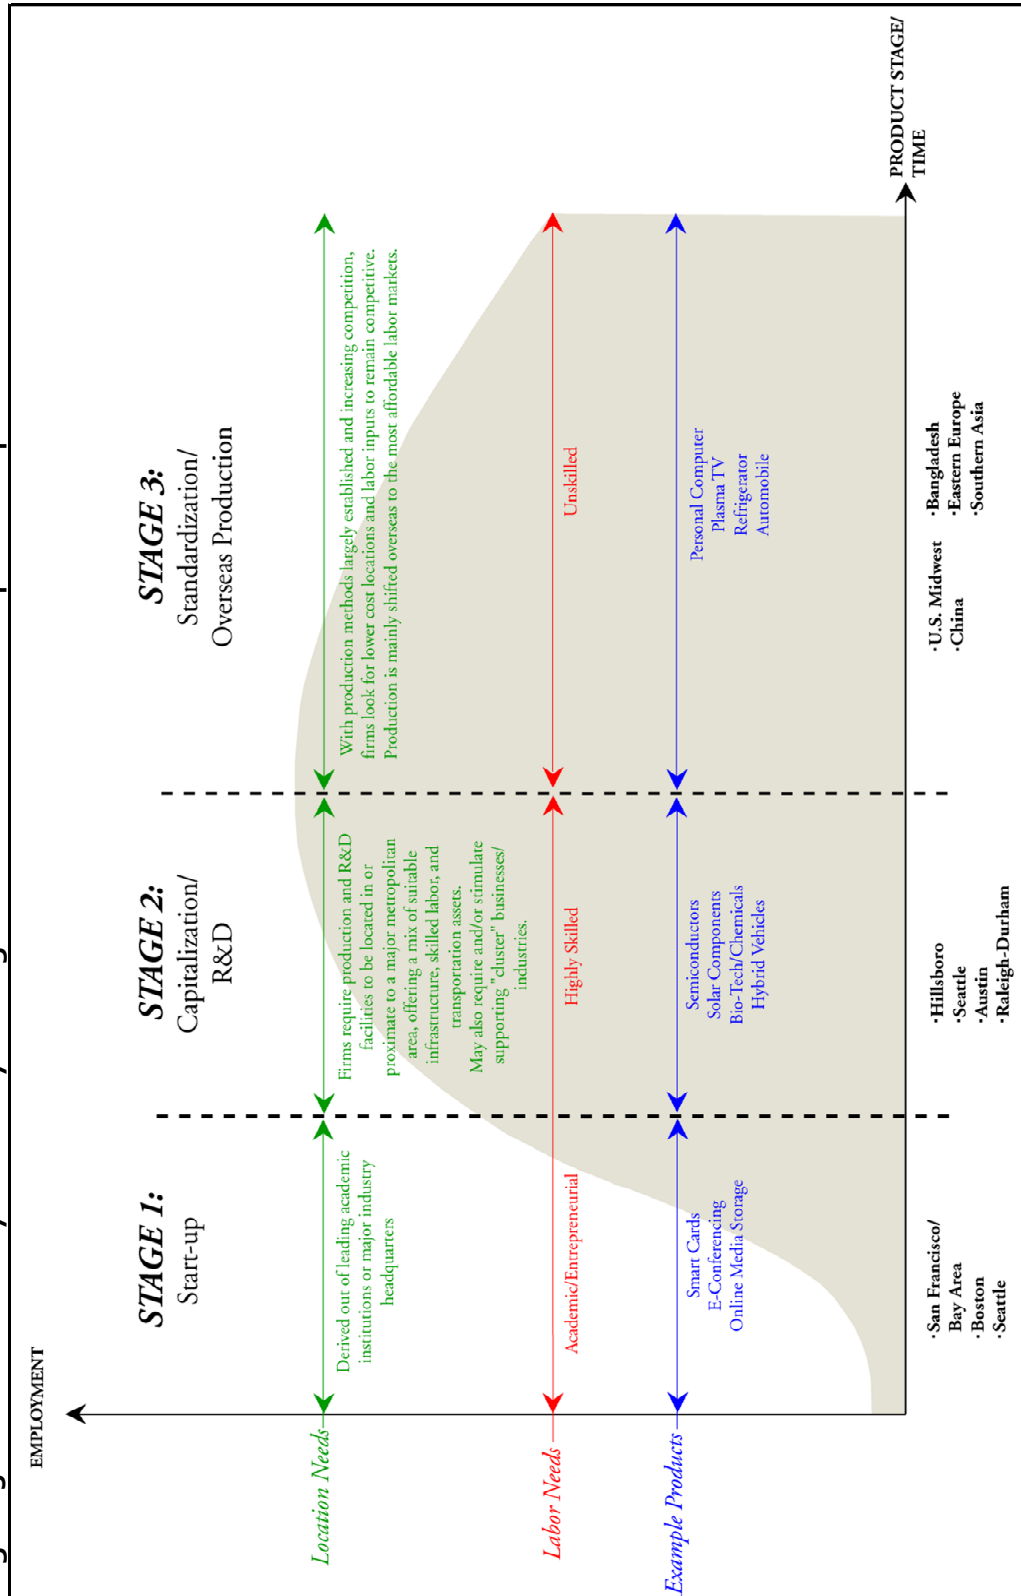 EMPLOYMENT
STAGE 1:
Start-up
STAGE 2:
Capitalization/
R&D
STAGE 3:
Standardization/
Overseas Production
Location Needs
Derived out of leading academic
institutions or major industry
headquarters
Firms require production and R&D
facilities to be located in or
proximate to a major metropolitan
area, offering a mix of suitable
infrastructure, skilled labor, and
transportation assets.
May also require and/or stimulate
supporting "cluster" businesses/
industries.
With production methods largely established and increasing competition,
firms look for lower cost locations and labor inputs to remain competitive.
Production is mainly shifted overseas to the most affordable labor markets.
Labor Needs
Academic/Entrepreneurial
Highly Skilled
Unskilled
Example Products
Smart Cards
E-Conferencing
Online Media Storage
Semiconductors
Solar Components
Bio-Tech/Chemicals
Hybrid Vehicles
Personal Computer
Plasma TV
Refrigerator
Automobile
PRODUCT STAGE/
TIME
·San Francisco/
Bay Area
·Boston
·Seattle
·Hillsboro
·Seattle
·Austin
·Raleigh-Durham
·U.S. Midwest
·China
·Bangladesh
·Eastern Europe
·Southern Asia